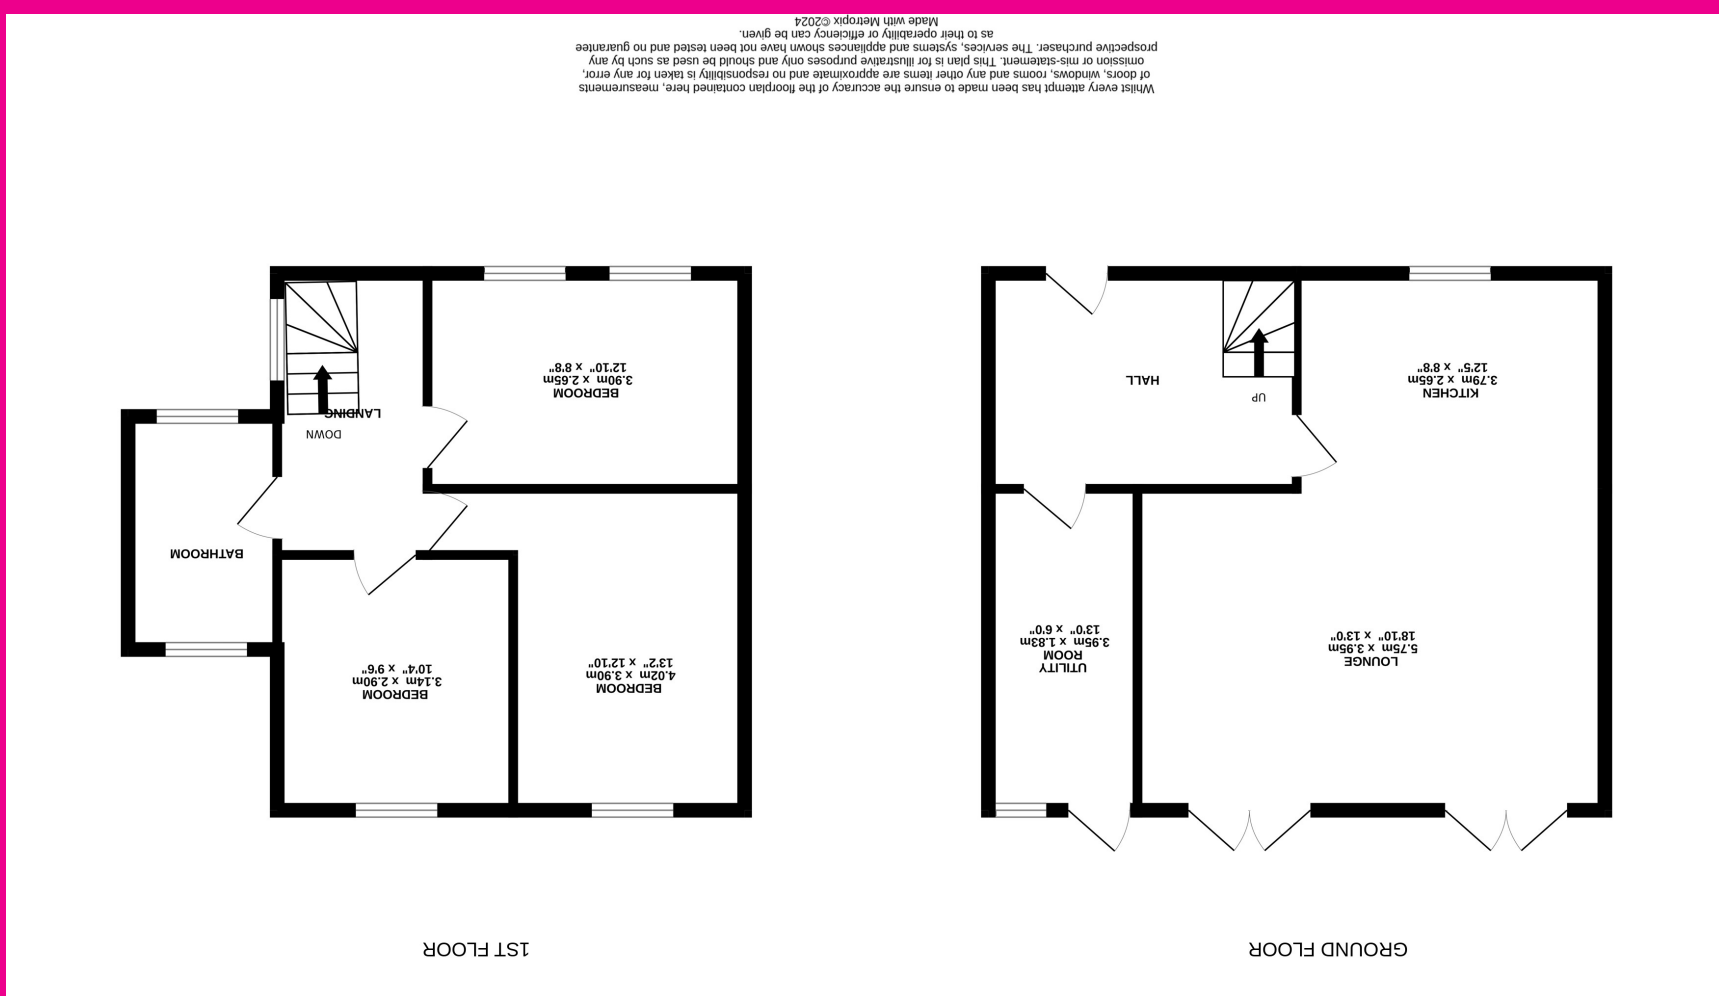 GROUND FLOOR
1ST FLOOR
LOUNGE
5.75m x 3.95m
18'10" x 13'0"
UTILITY
ROOM
3.95m x 1.83m
13'0" x 6'0"
KITCHEN
3.79m x 2.65m
12'5" x 8'8"
HALL
UP
BEDROOM
4.02m x 3.90m
13'2" x 12'10"
BEDROOM
3.14m x 2.90m
10'4" x 9'6"
BATHROOM
DOWN
LANDING
BEDROOM
3.90m x 2.65m
12'10" x 8'8"
Whilst every attempt has been made to ensure the accuracy of the floorplan contained here, measurements
of doors, windows, rooms and any other items are approximate and no responsibility is taken for any error,
omission or mis-statement. This plan is for illustrative purposes only and should be used as such by any
prospective purchaser. The services, systems and appliances shown have not been tested and no guarantee
as to their operability or efficiency can be given.
Made with Metropix ©2024